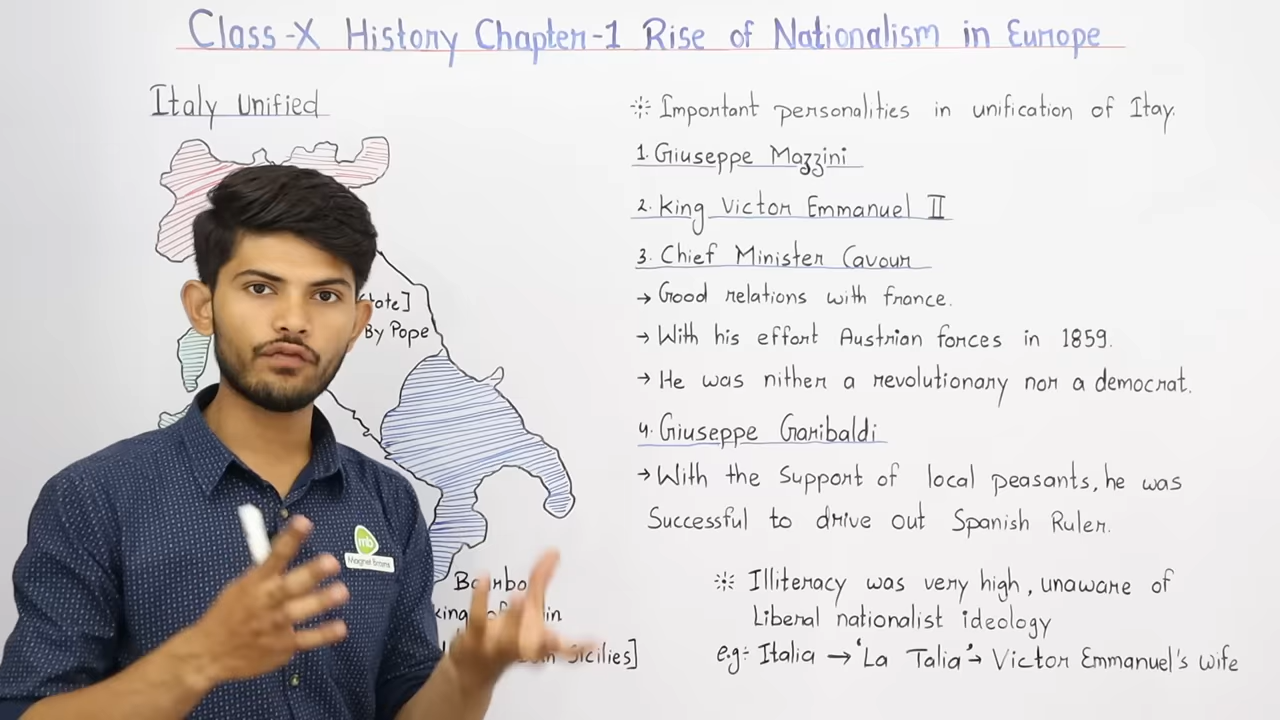 Class-X History Chapter-1 Rise of Nationalism in Europe
Italy Unified
By Pope
mb
Magnet Brains
Sicilies]
※ Important personalities in unification of Itay.
1. Giuseppe Mazzini
2. King Victor Emmanuel II
3. Chief Minister Cavour
→ Good relations with france.
→ With his effort Austrian forces in 1859.
→ He was nither a revolutionary nor a democrat.
4. Giuseppe Garibaldi
→ With the Support of local peasants, he was
Successful to drive out Spanish Ruler.
※ Illiteracy was very high, unaware of
Liberal nationalist ideology
e.g:- Italia → 'La Talia' → Victor Emmanuel's wife